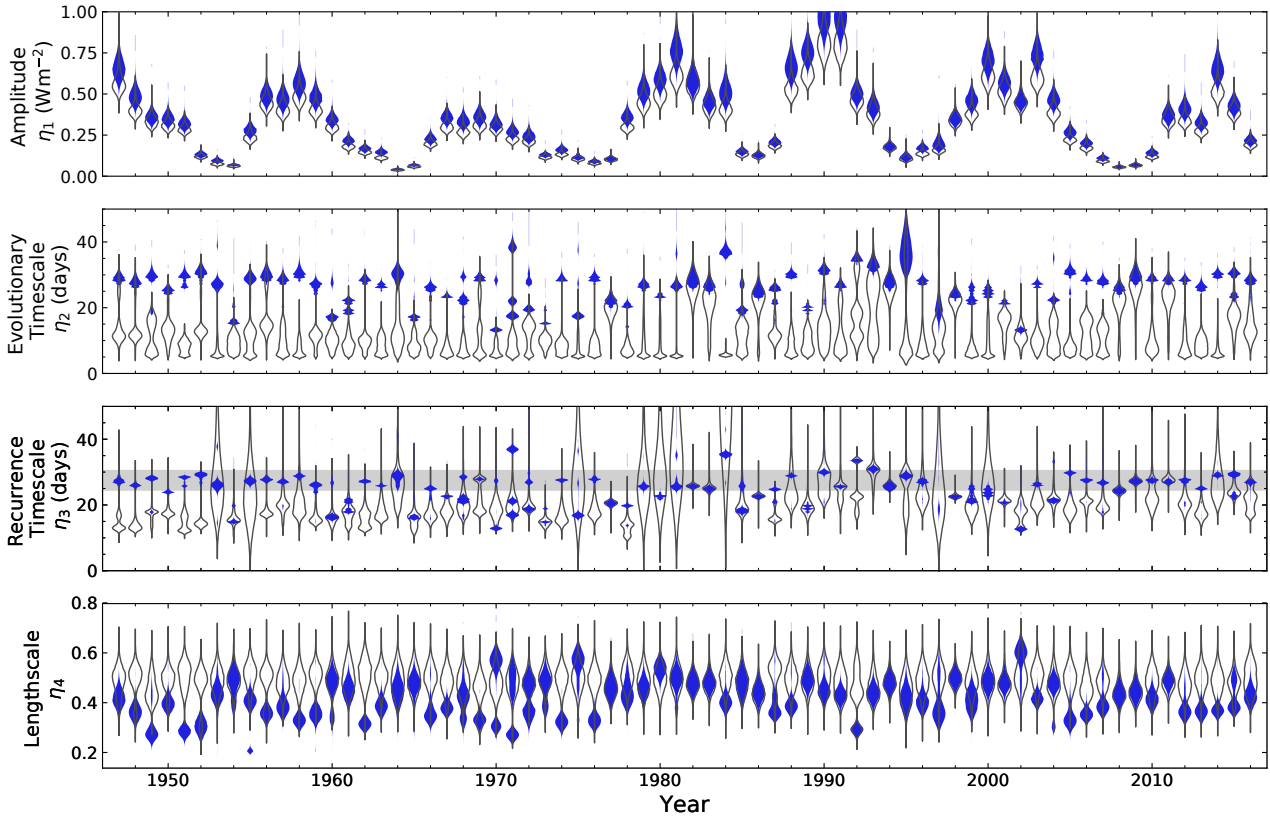 Amplitude
η₁ (Wm⁻²)
1.00
0.75
0.50
0.25
0.00
Evolutionary
Timescale
η₂ (days)
40
20
0
Recurrence
Timescale
η₃ (days)
40
20
0
Lengthscale
η₄
0.8
0.6
0.4
0.2
1950 1960 1970 1980 1990 2000 2010
Year